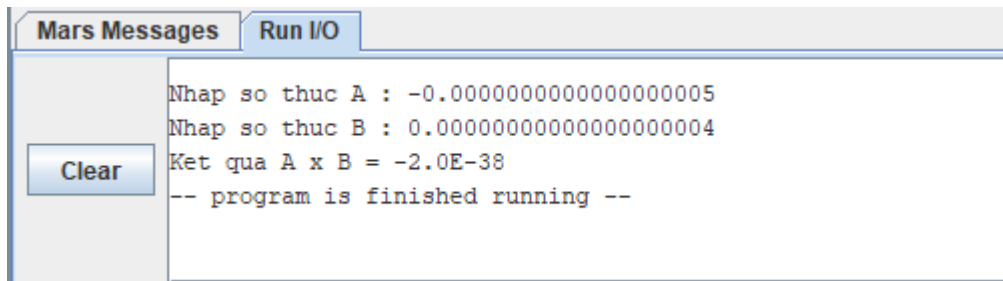 Mars Messages Run I/O
Clear
Nhap so thuc A : -0.0000000000000000005
Nhap so thuc B : 0.00000000000000000004
Ket qua A x B = -2.0E-38
-- program is finished running --